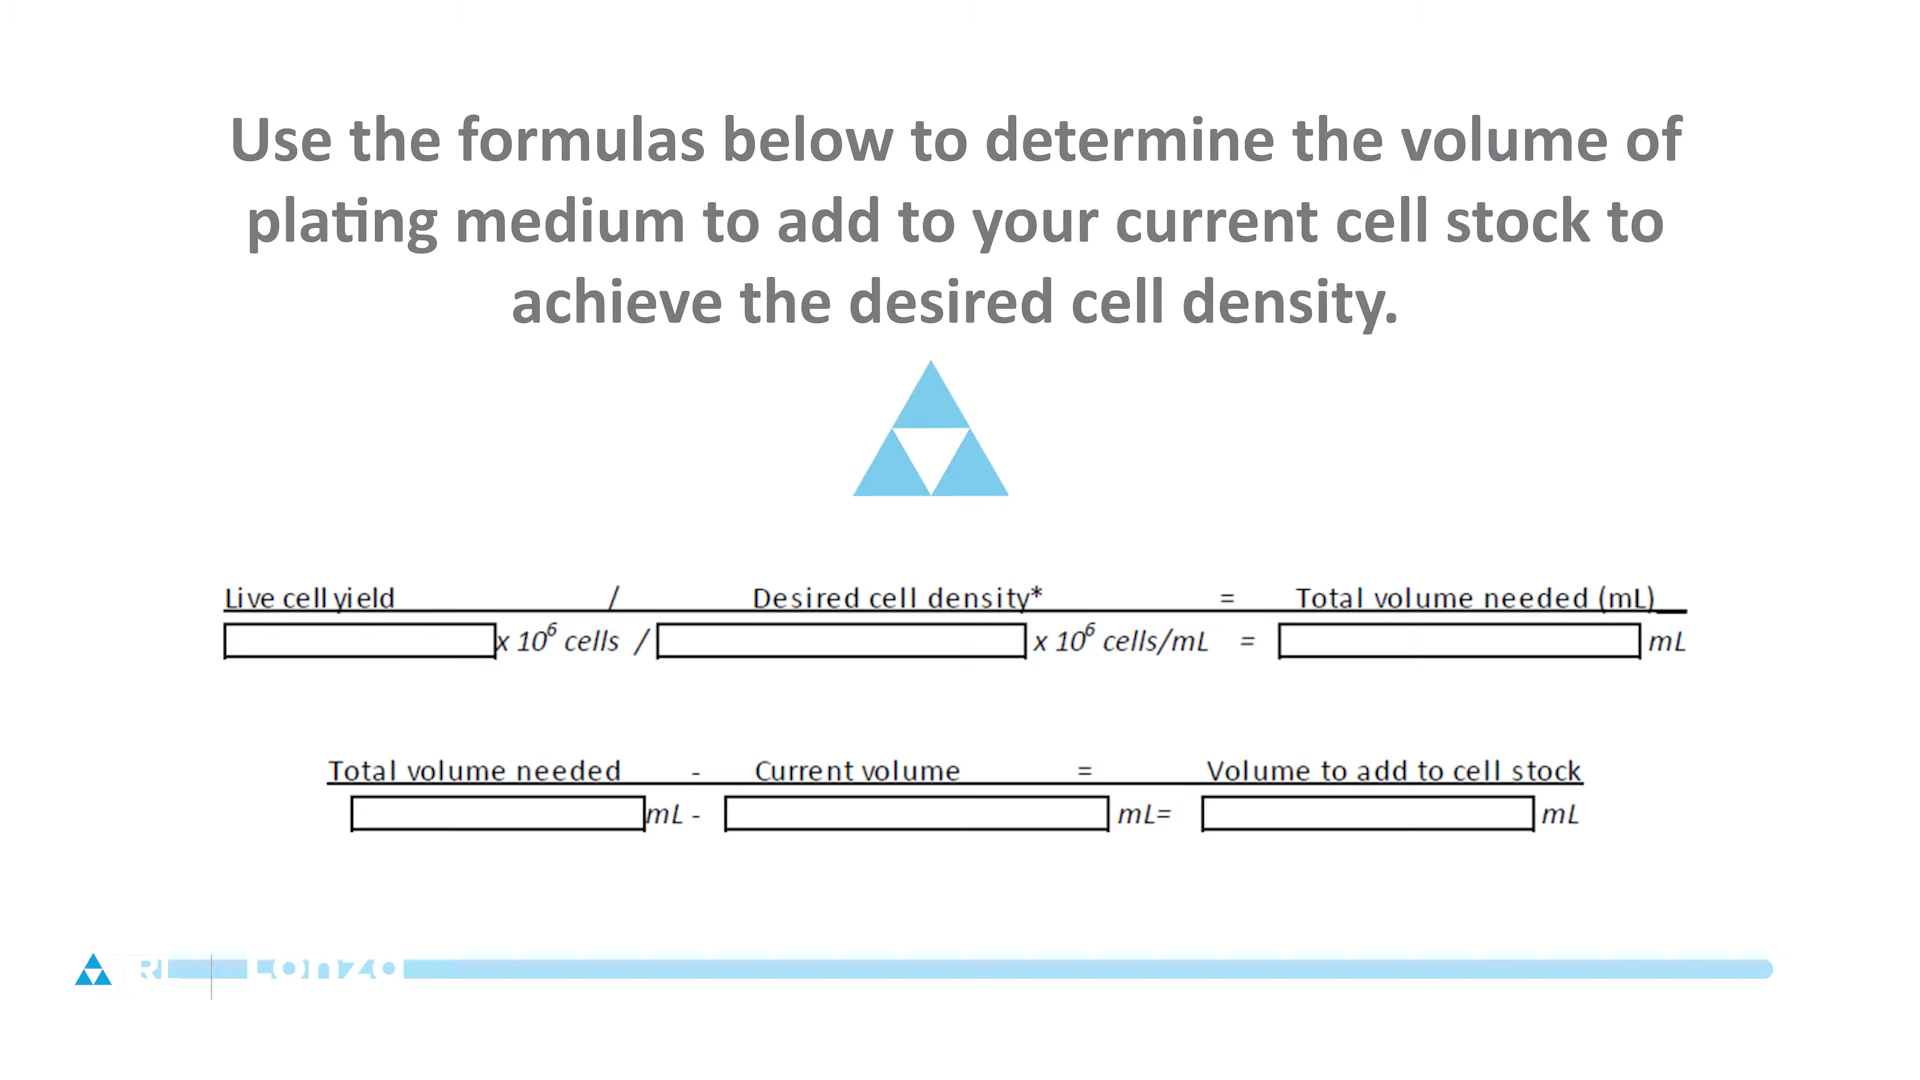 Use the formulas below to determine the volume of
plating medium to add to your current cell stock to
achieve the desired cell density.
Live cell yield / Desired cell density* = Total volume needed (mL)
x 10⁶ cells / x 10⁶ cells/mL = mL
Total volume needed - Current volume = Volume to add to cell stock
mL - mL= mL
Lonza